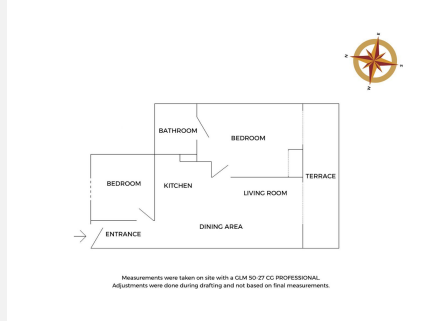 BATHROOM
BEDROOM
BEDROOM
KITCHEN
TERRACE
LIVING ROOM
DINING AREA
ENTRANCE
Measurements were taken on site with a GLM 50-27 CG PROFESSIONAL.
Adjustments were done during drafting and not based on final measurements.